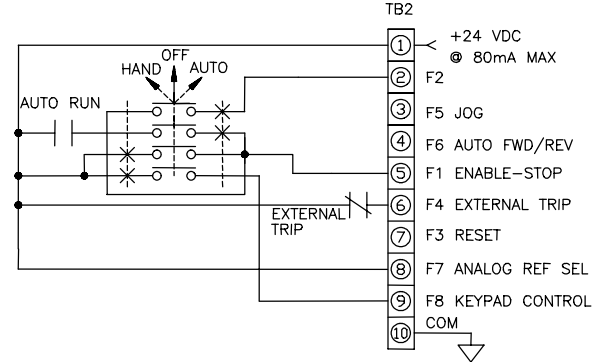 TB2
1
+24 VDC
@ 80mA MAX
OFF
HAND
AUTO
2
F2
AUTO RUN
3
F5 JOG
4
F6 AUTO FWD/REV
5
F1 ENABLE-STOP
6
F4 EXTERNAL TRIP
EXTERNAL
TRIP
7
F3 RESET
8
F7 ANALOG REF SEL
9
F8 KEYPAD CONTROL
10
COM